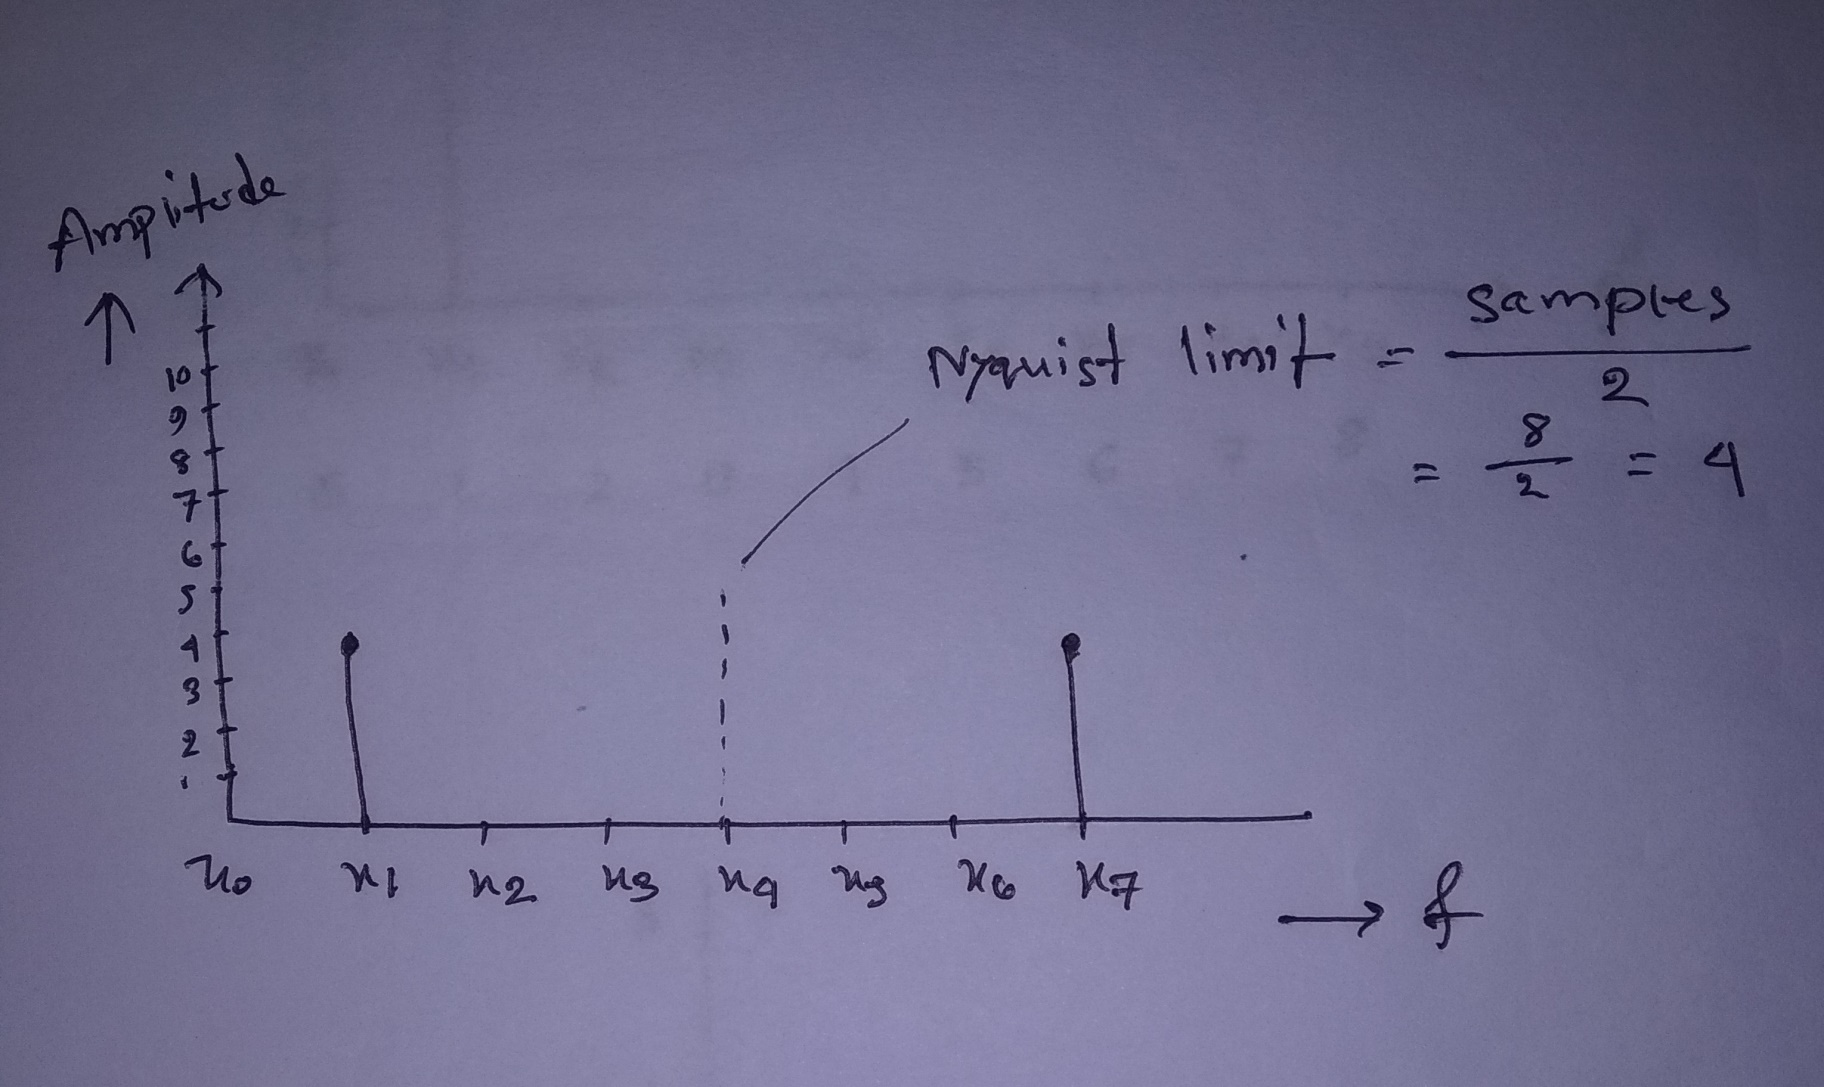 Amplitude
↑
10
9
8
7
6
5
4
3
2
1
Nyquist limit = samples / 2
= 8 / 2 = 4
x0 x1 x2 x3 x4 x5 x6 x7
→ f